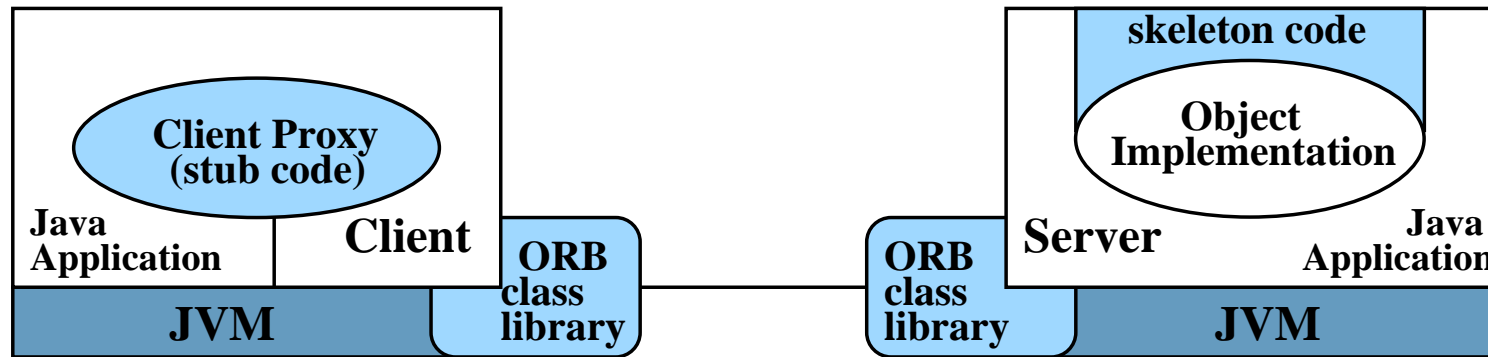 Client Proxy
(stub code)
Java
Application
Client
JVM
ORB
class
library
ORB
class
library
skeleton code
Object
Implementation
Server
Java
Application
JVM